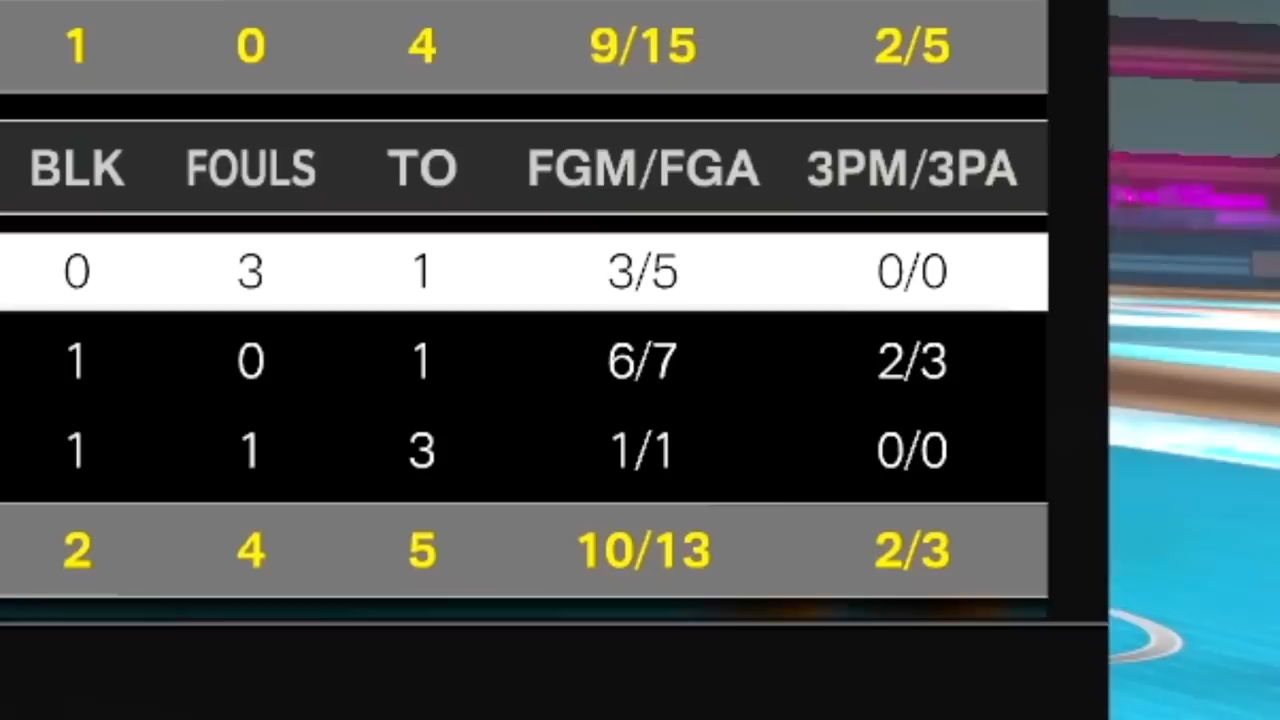 1 0 4 9/15 2/5
BLK FOULS TO FGM/FGA 3PM/3PA
0 3 1 3/5 0/0
1 0 1 6/7 2/3
1 1 3 1/1 0/0
2 4 5 10/13 2/3